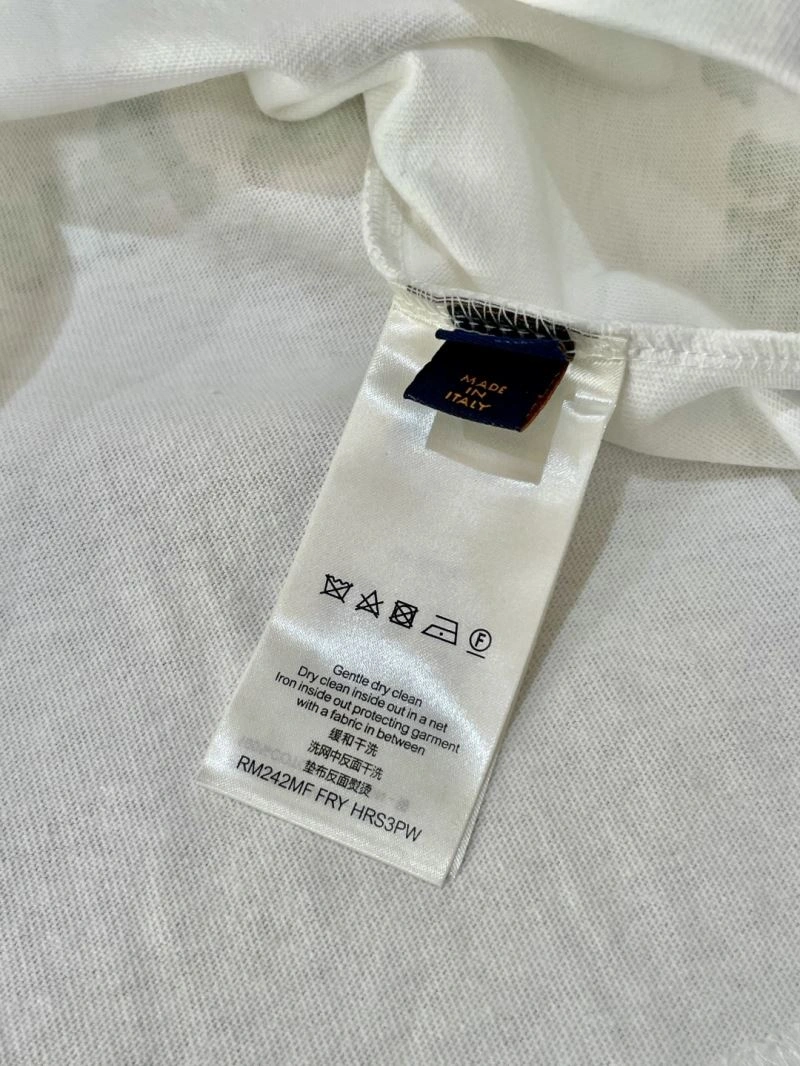 MADE
IN
ITALY
F
Gentle dry clean
Dry clean inside out in a net
Iron inside out protecting garment
with a fabric in between
缓和干洗
洗网中反面干洗
垫布反面熨烫
RM242MF FRY HRS3PW